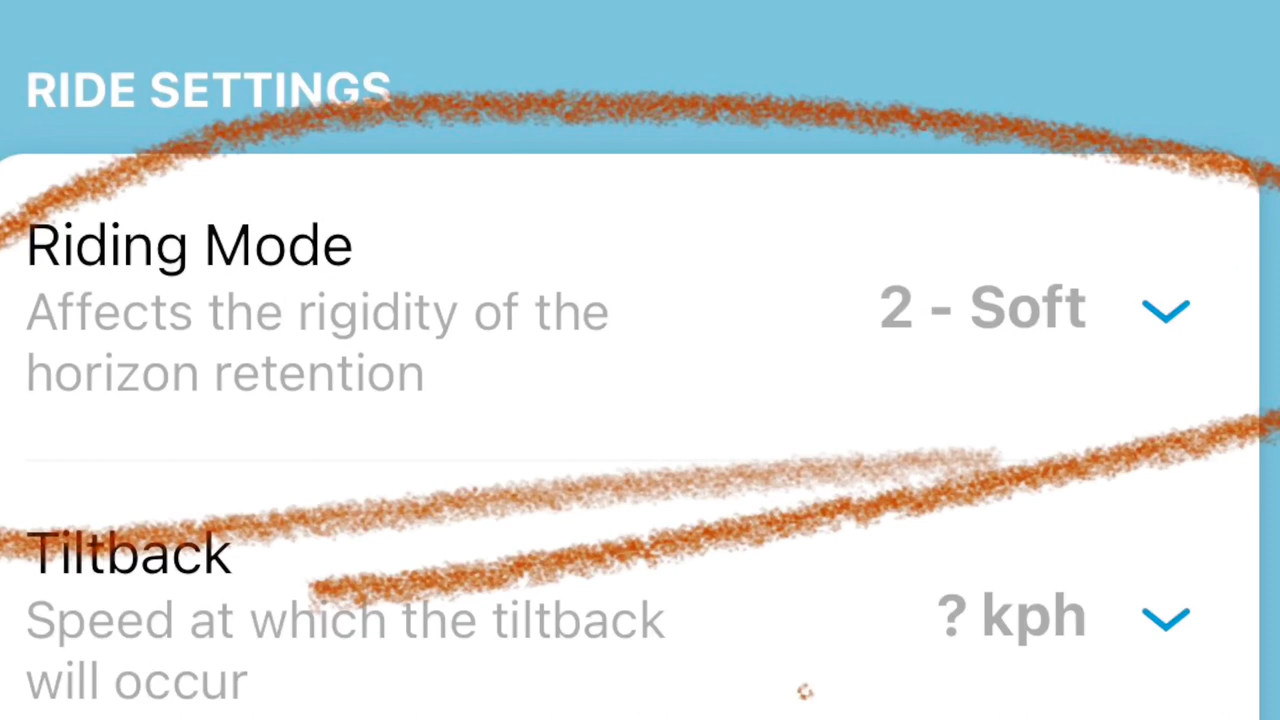 RIDE SETTINGS
Riding Mode
Affects the rigidity of the
horizon retention
2 - Soft
Tiltback
Speed at which the tiltback
will occur
? kph